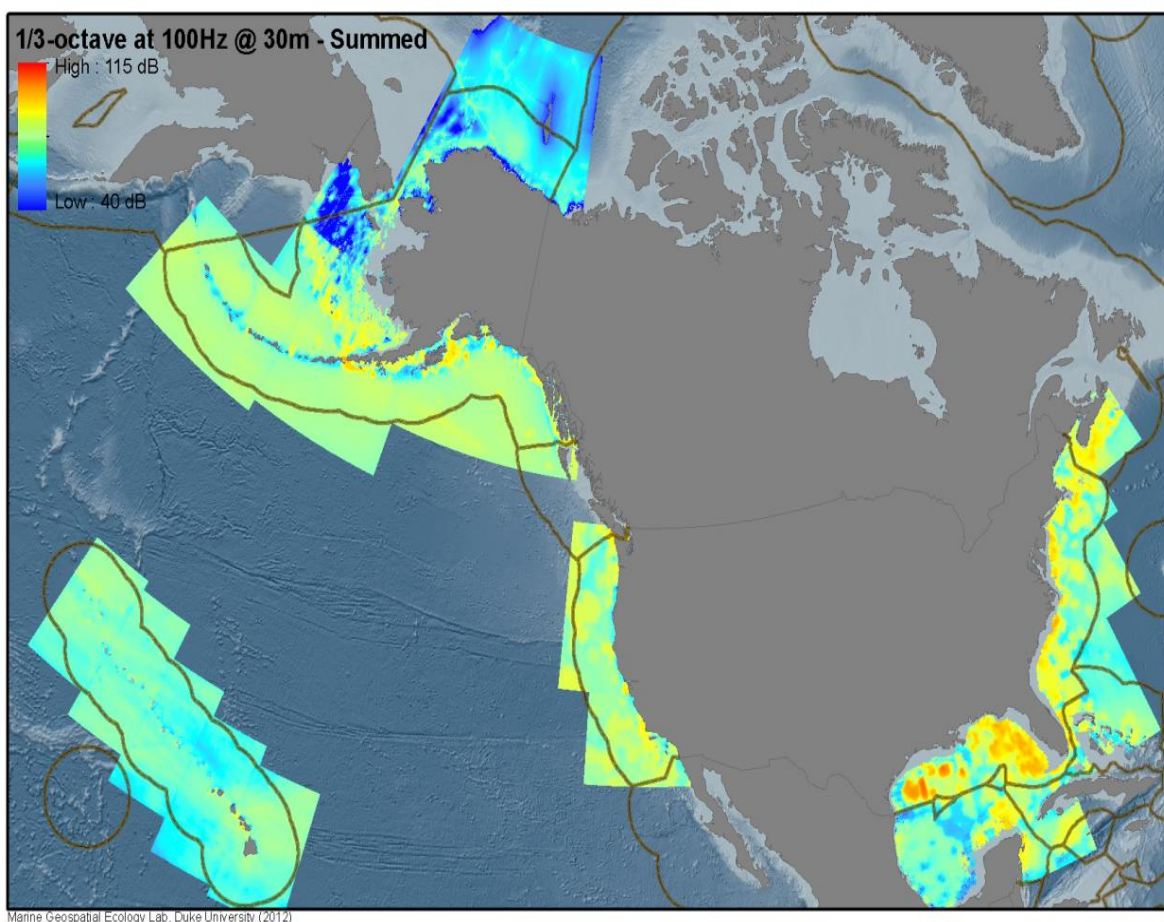 1/3-octave at 100Hz @ 30m - Summed
High : 115 dB
Low : 40 dB
Marine Geospatial Ecology Lab, Duke University (2012)